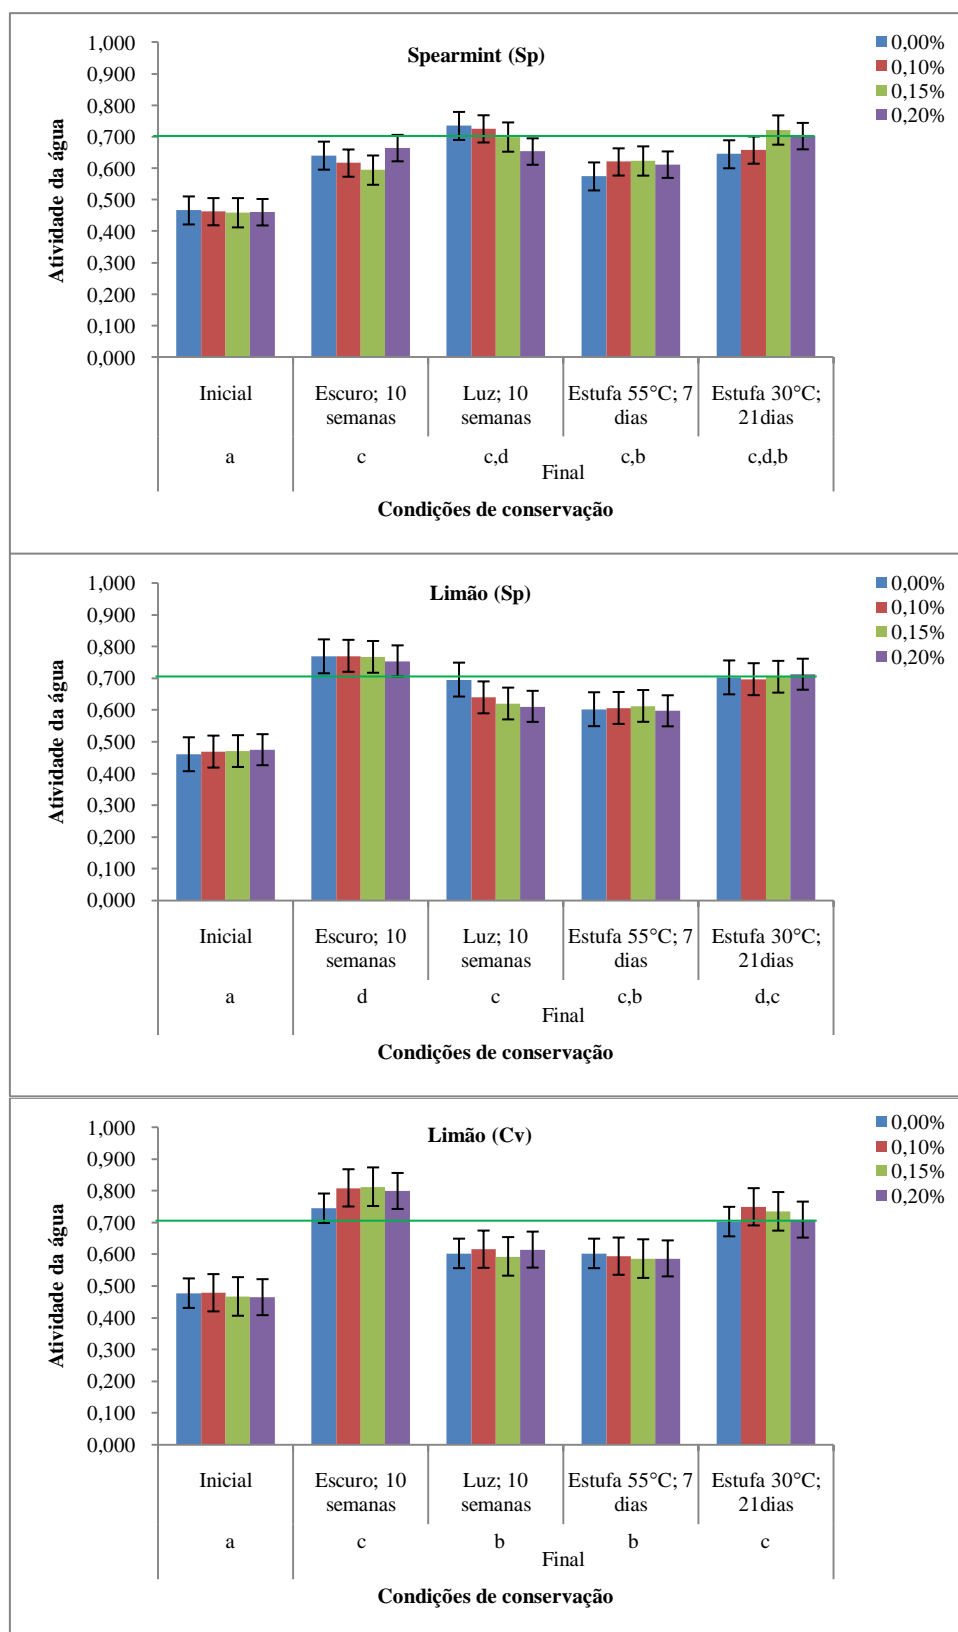 Spearmint (Sp)
0,00%
0,10%
0,15%
0,20%
Atividade da água
1,000
0,900
0,800
0,700
0,600
0,500
0,400
0,300
0,200
0,100
0,000
Inicial
Escuro; 10
semanas
Luz; 10
semanas
Estufa 55°C; 7
dias
Estufa 30°C;
21dias
a
c
c,d
c,b
c,d,b
Final
Condições de conservação
Limão (Sp)
0,00%
0,10%
0,15%
0,20%
Atividade da água
1,000
0,900
0,800
0,700
0,600
0,500
0,400
0,300
0,200
0,100
0,000
Inicial
Escuro; 10
semanas
Luz; 10
semanas
Estufa 55°C; 7
dias
Estufa 30°C;
21dias
a
d
c
c,b
d,c
Final
Condições de conservação
Limão (Cv)
0,00%
0,10%
0,15%
0,20%
Atividade da água
1,000
0,900
0,800
0,700
0,600
0,500
0,400
0,300
0,200
0,100
0,000
Inicial
Escuro; 10
semanas
Luz; 10
semanas
Estufa 55°C; 7
dias
Estufa 30°C;
21dias
a
c
b
b
c
Final
Condições de conservação